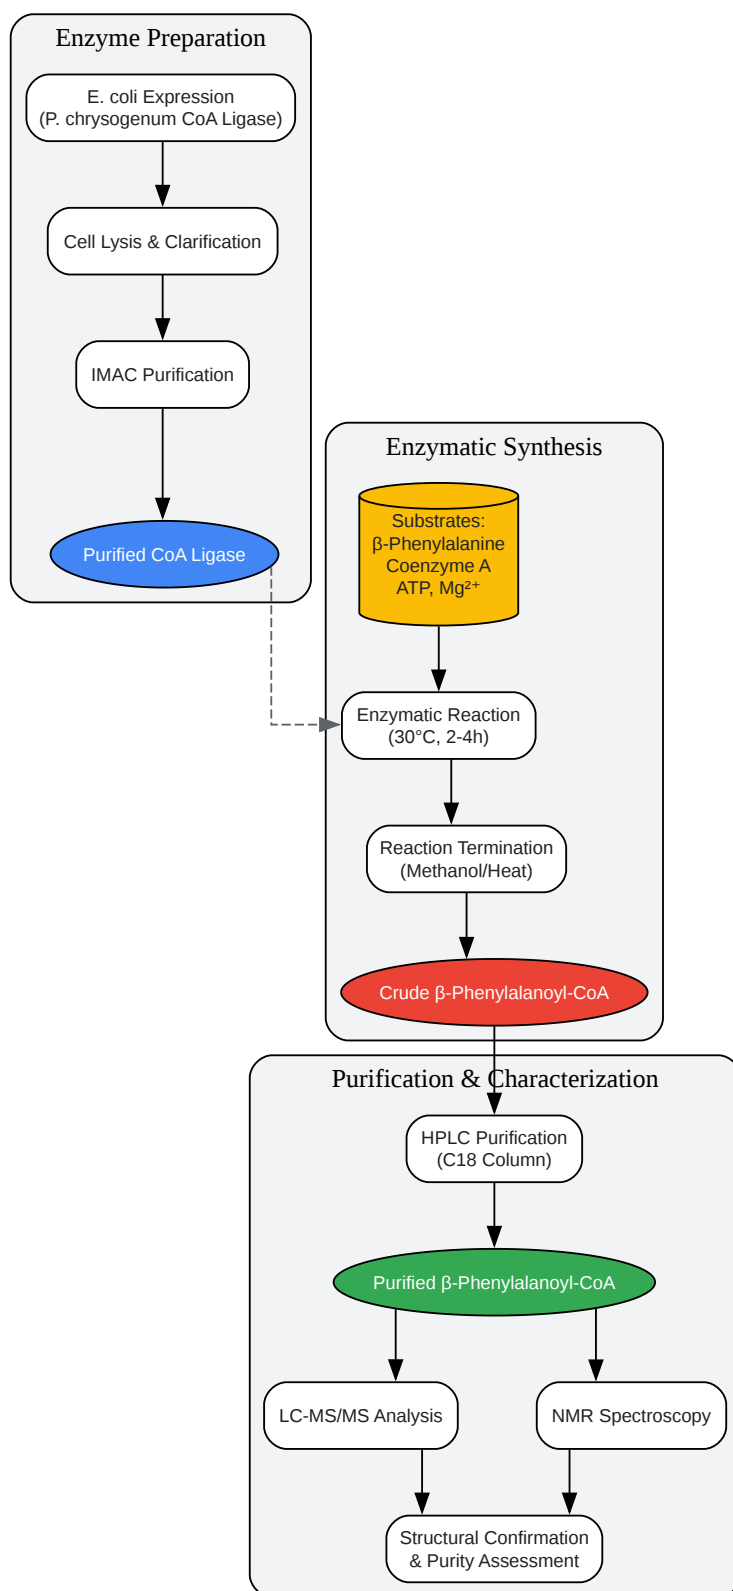 Enzyme Preparation
E. coli Expression
(P. chrysogenum CoA Ligase)
Cell Lysis & Clarification
IMAC Purification
Purified CoA Ligase
Enzymatic Synthesis
Substrates:
β-Phenylalanine
Coenzyme A
ATP, Mg²⁺
Enzymatic Reaction
(30°C, 2-4h)
Reaction Termination
(Methanol/Heat)
Crude β-Phenylalanoyl-CoA
Purification & Characterization
HPLC Purification
(C18 Column)
Purified β-Phenylalanoyl-CoA
LC-MS/MS Analysis
NMR Spectroscopy
Structural Confirmation
& Purity Assessment